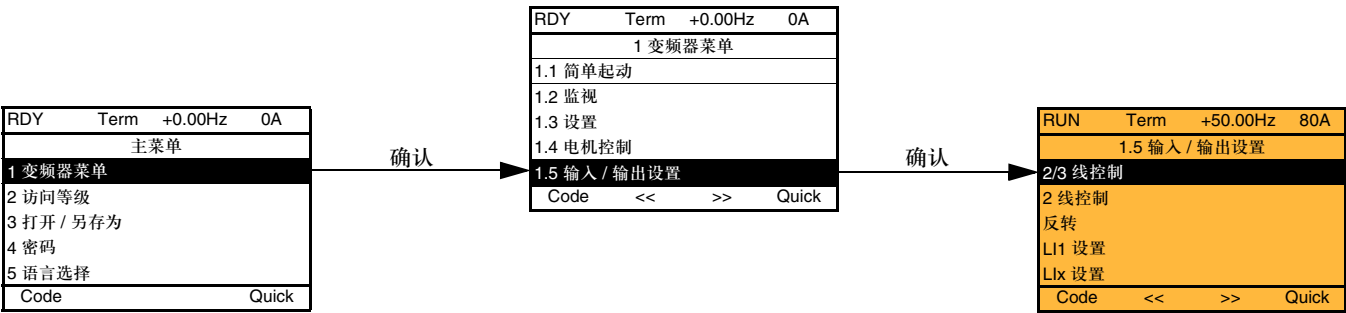 RDY Term +0.00Hz 0A
主菜单
1 变频器菜单
2 访问等级
3 打开 / 另存为
4 密码
5 语言选择
Code Quick
确认
RDY Term +0.00Hz 0A
1 变频器菜单
1.1 简单起动
1.2 监视
1.3 设置
1.4 电机控制
1.5 输入 / 输出设置
Code << >> Quick
确认
RUN Term +50.00Hz 80A
1.5 输入 / 输出设置
2/3 线控制
2 线控制
反转
LI1 设置
LIx 设置
Code << >> Quick